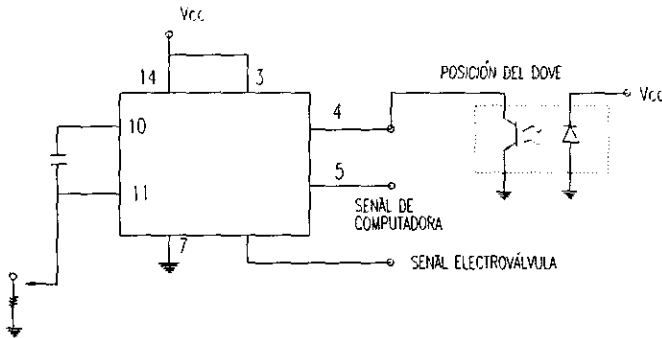 Vcc
14
3
POSICIÓN DEL DOVE
Vcc
10
4
11
5
SEÑAL DE
COMPUTADORA
7
SEÑAL ELECTROVÁLVULA